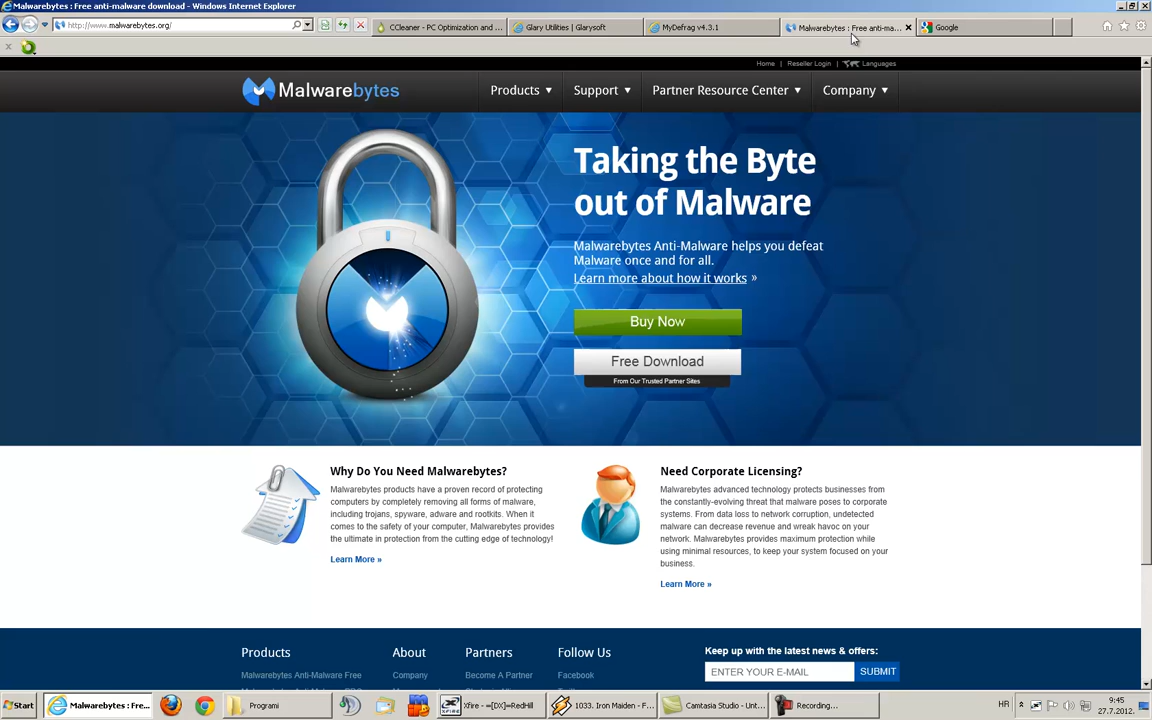 Malwarebytes : Free anti-malware download - Windows Internet Explorer
http://www.malwarebytes.org/
CCleaner - PC Optimization and ...
Glary Utilities | Glarysoft
MyDefrag v4.3.1
Malwarebytes : Free anti-ma...
Google
Home | Reseller Login | Languages
Malwarebytes
Products
Support
Partner Resource Center
Company
Taking the Byte
out of Malware
Malwarebytes Anti-Malware helps you defeat
Malware once and for all.
Learn more about how it works »
Buy Now
Free Download
From Our Trusted Partner Sites
Why Do You Need Malwarebytes?
Malwarebytes products have a proven record of protecting
computers by completely removing all forms of malware,
including trojans, spyware, adware and rootkits. When it
comes to the safety of your computer, Malwarebytes provides
the ultimate in protection from the cutting edge of technology!
Learn More »
Need Corporate Licensing?
Malwarebytes advanced technology protects businesses from
the constantly-evolving threat that malware poses to corporate
systems. From data loss to network corruption, undetected
malware can decrease revenue and wreak havoc on your
network. Malwarebytes provides maximum protection while
using minimal resources, to keep your system focused on your
business.
Learn More »
Products
Malwarebytes Anti-Malware Free
About
Company
Partners
Become A Partner
Follow Us
Facebook
Keep up with the latest news & offers:
ENTER YOUR E-MAIL
SUBMIT
Start
Malwarebytes : Fre...
Programi
Xfire - =[DX]=RedHill
1033. Iron Maiden - F...
Camtasia Studio - Unt...
Recording...
HR
9:45
27.7.2012.